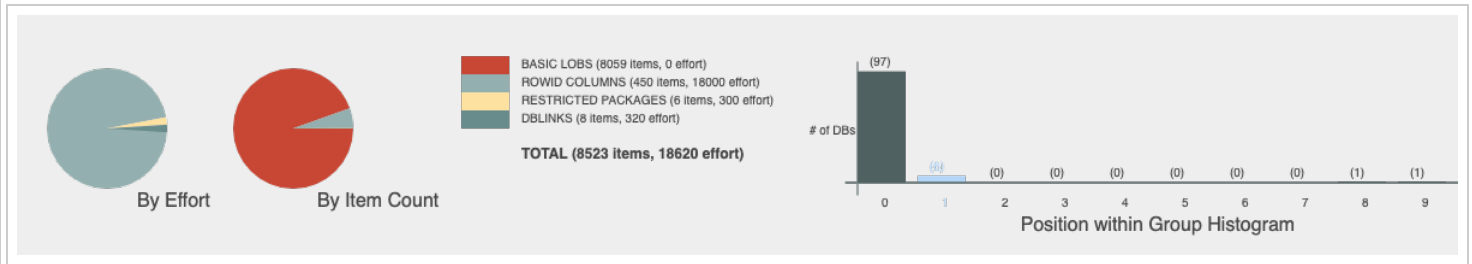 BASIC LOBS (8059 items, 0 effort)
ROWID COLUMNS (450 items, 18000 effort)
RESTRICTED PACKAGES (6 items, 300 effort)
DBLINKS (8 items, 320 effort)
TOTAL (8523 items, 18620 effort)
By Effort
By Item Count
(97)
# of DBs
(0) (0) (0) (0) (0) (0) (1) (1)
0 1 2 3 4 5 6 7 8 9
Position within Group Histogram